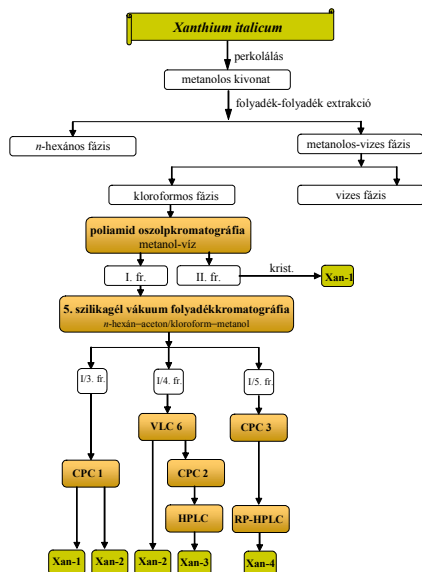 Xanthium italicum
perkolálás
metanolos kivonat
folyadék-folyadék extrakció
n-hexános fázis
metanolos-vizes fázis
kloroformos fázis
vizes fázis
poliamid oszolpkromatográfia
metanol-víz
I. fr.
II. fr.
krist.
Xan-1
5. szilikagél vákuum folyadékkromatográfia
n-hexán–aceton/kloroform–metanol
I/3. fr.
I/4. fr.
I/5. fr.
VLC 6
CPC 3
CPC 1
CPC 2
HPLC
RP-HPLC
Xan-1
Xan-2
Xan-2
Xan-3
Xan-4